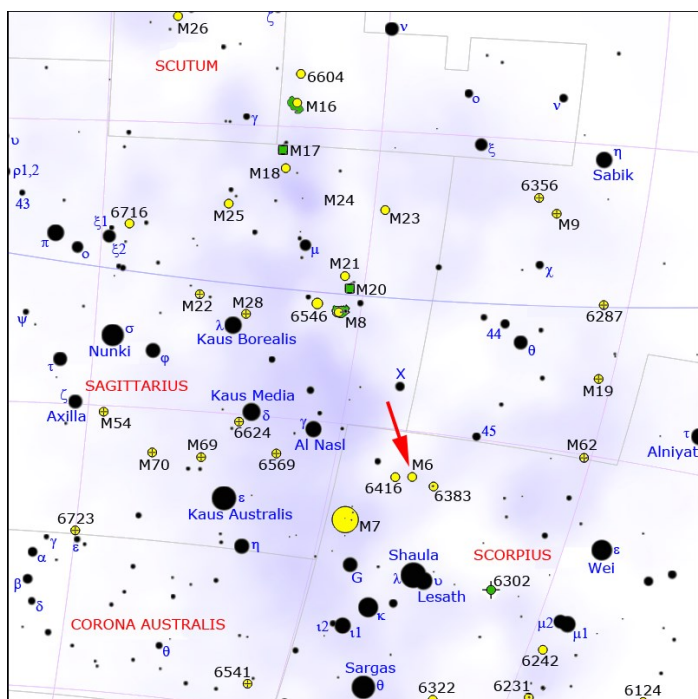 M26
ζ
ν
SCUTUM
6604
ο
ν
M16
γ
υ
M17
ξ
η
Sabik
ρ1,2
M18
43
M24
6356
M25
M23
M9
6716
ξ1
π
ο
ξ2
μ
M21
χ
M20
M22
M28
6546
M8
6287
ψ
λ
44
σ
Kaus Borealis
Nunki
θ
τ
φ
X
M19
SAGITTARIUS
Kaus Media
ζ
Axilla
δ
M54
6624
γ
Al Nasl
45
τ
Alniyat
M70
M69
6569
M6
M62
6416
6383
ε
Kaus Australis
M7
6723
γ
ε
α
η
Shaula
SCORPIUS
ε
Wei
G
λ
υ
Lesath
6302
β
δ
κ
CORONA AUSTRALIS
ι2
ι1
μ2
μ1
θ
6242
6541
Sargas
θ
6322
6231
6124